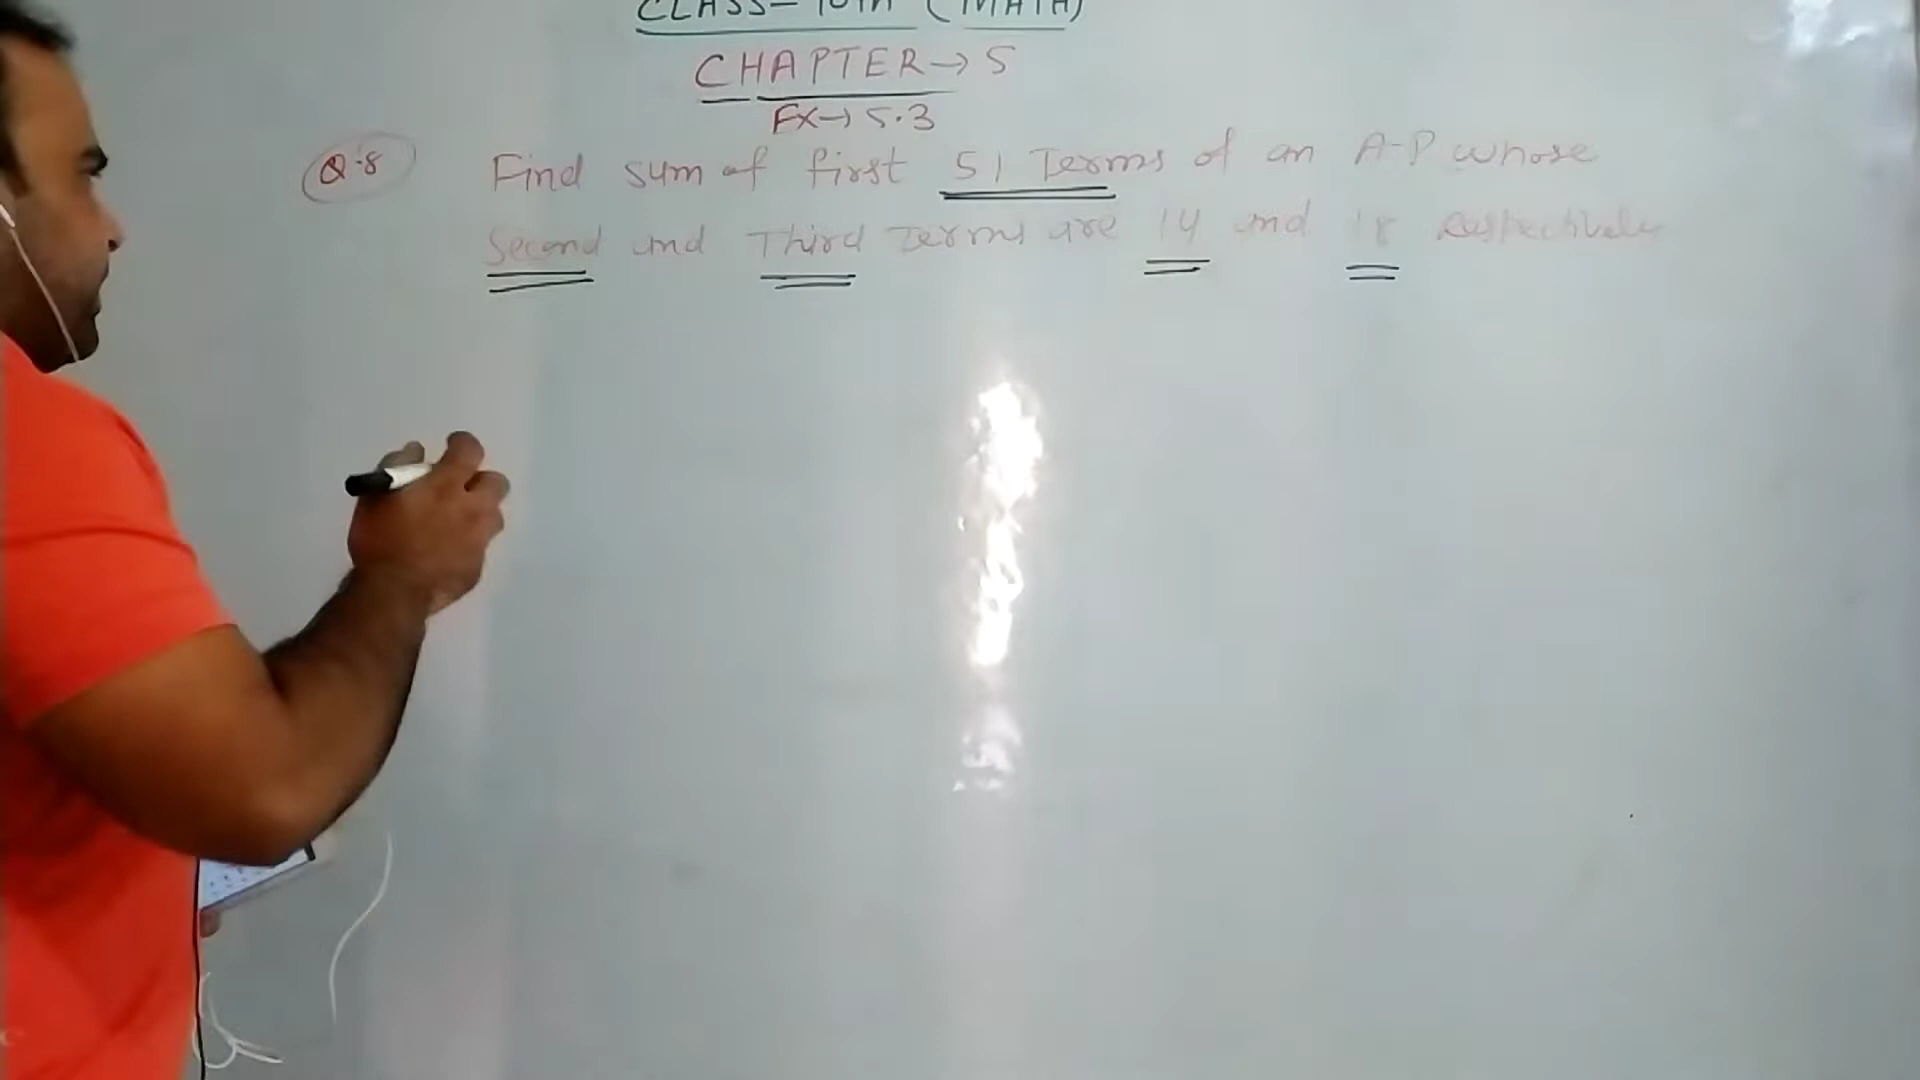 CLASS - 10th (MATH)
CHAPTER → 5
EX → 5.3
Q.8 Find sum of first 51 Terms of an A-P whose
Second and Third Terms are 14 and 18 Respectively